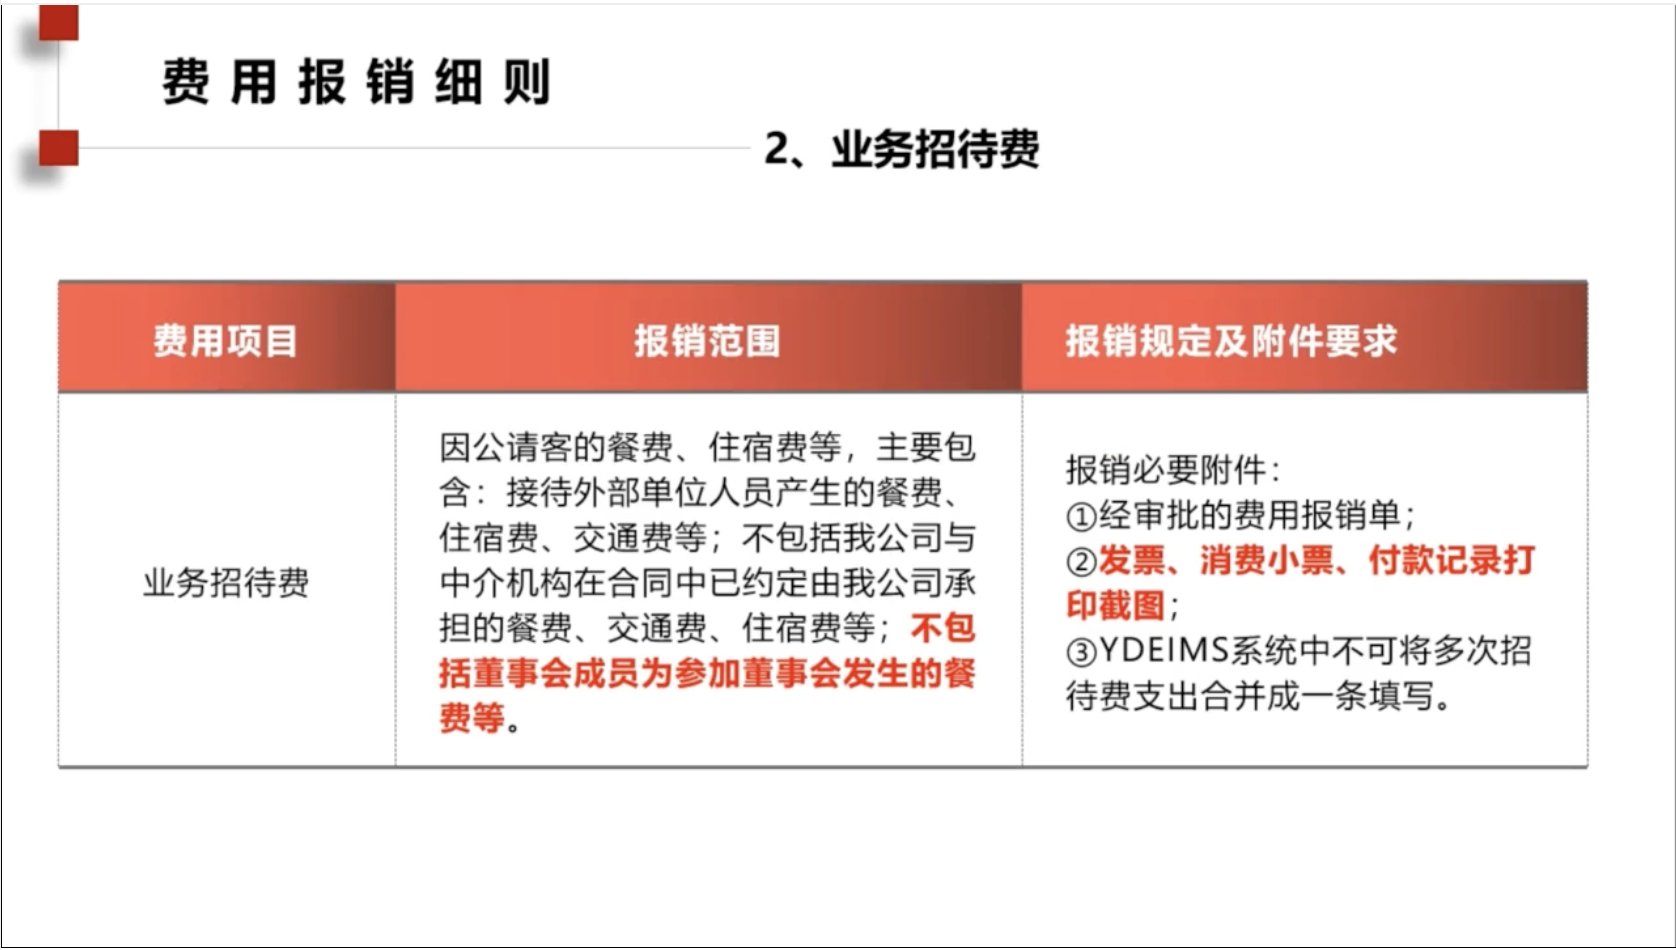 费用报销细则
2、业务招待费
费用项目
报销范围
报销规定及附件要求
业务招待费
因公请客的餐费、住宿费等，主要包
含：接待外部单位人员产生的餐费、
住宿费、交通费等；不包括我公司与
中介机构在合同中已约定由我公司承
担的餐费、交通费、住宿费等；不包
括董事会成员为参加董事会发生的餐
费等。
报销必要附件：
①经审批的费用报销单；
②发票、消费小票、付款记录打
印截图；
③YDEIMS系统中不可将多次招
待费支出合并成一条填写。